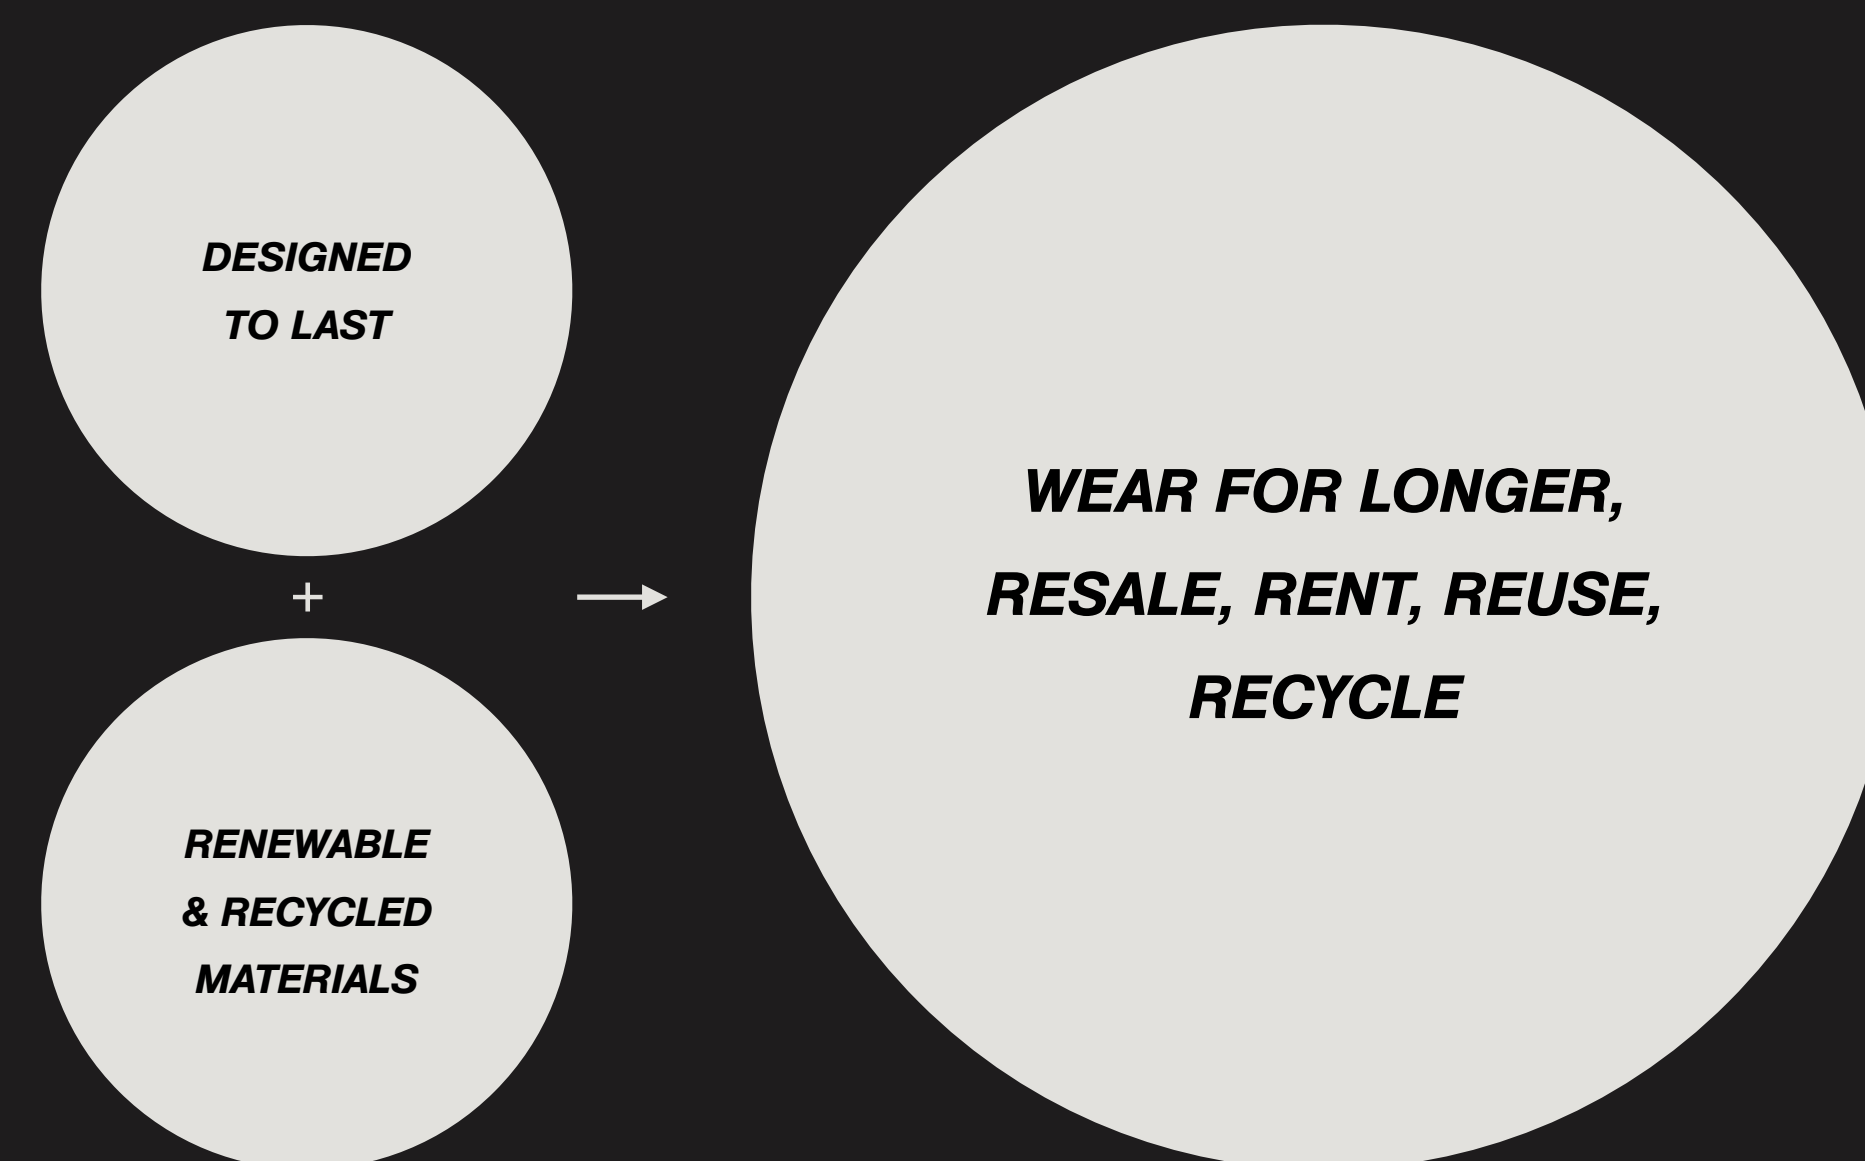 DESIGNED
TO LAST
+
RENEWABLE
& RECYCLED
MATERIALS
WEAR FOR LONGER,
RESALE, RENT, REUSE,
RECYCLE